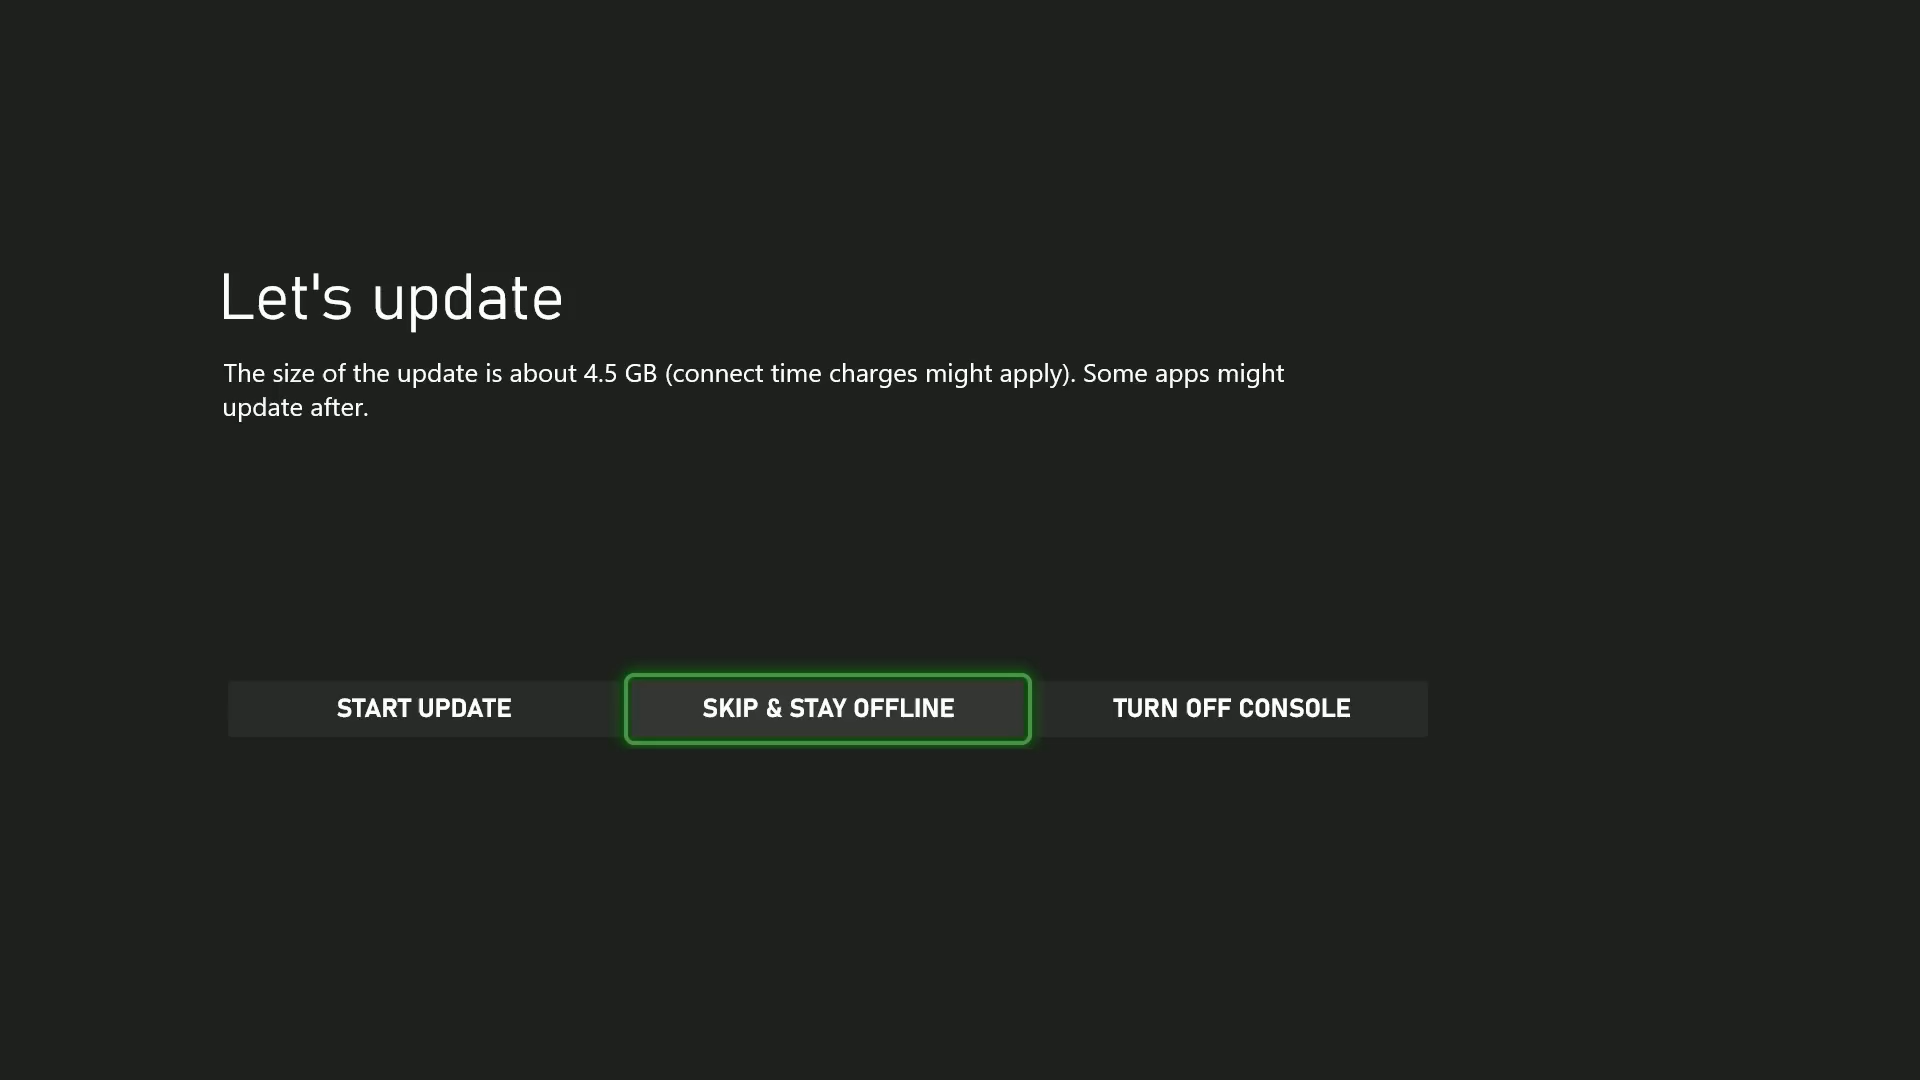 Let's update
The size of the update is about 4.5 GB (connect time charges might apply). Some apps might
update after.
START UPDATE
SKIP & STAY OFFLINE
TURN OFF CONSOLE